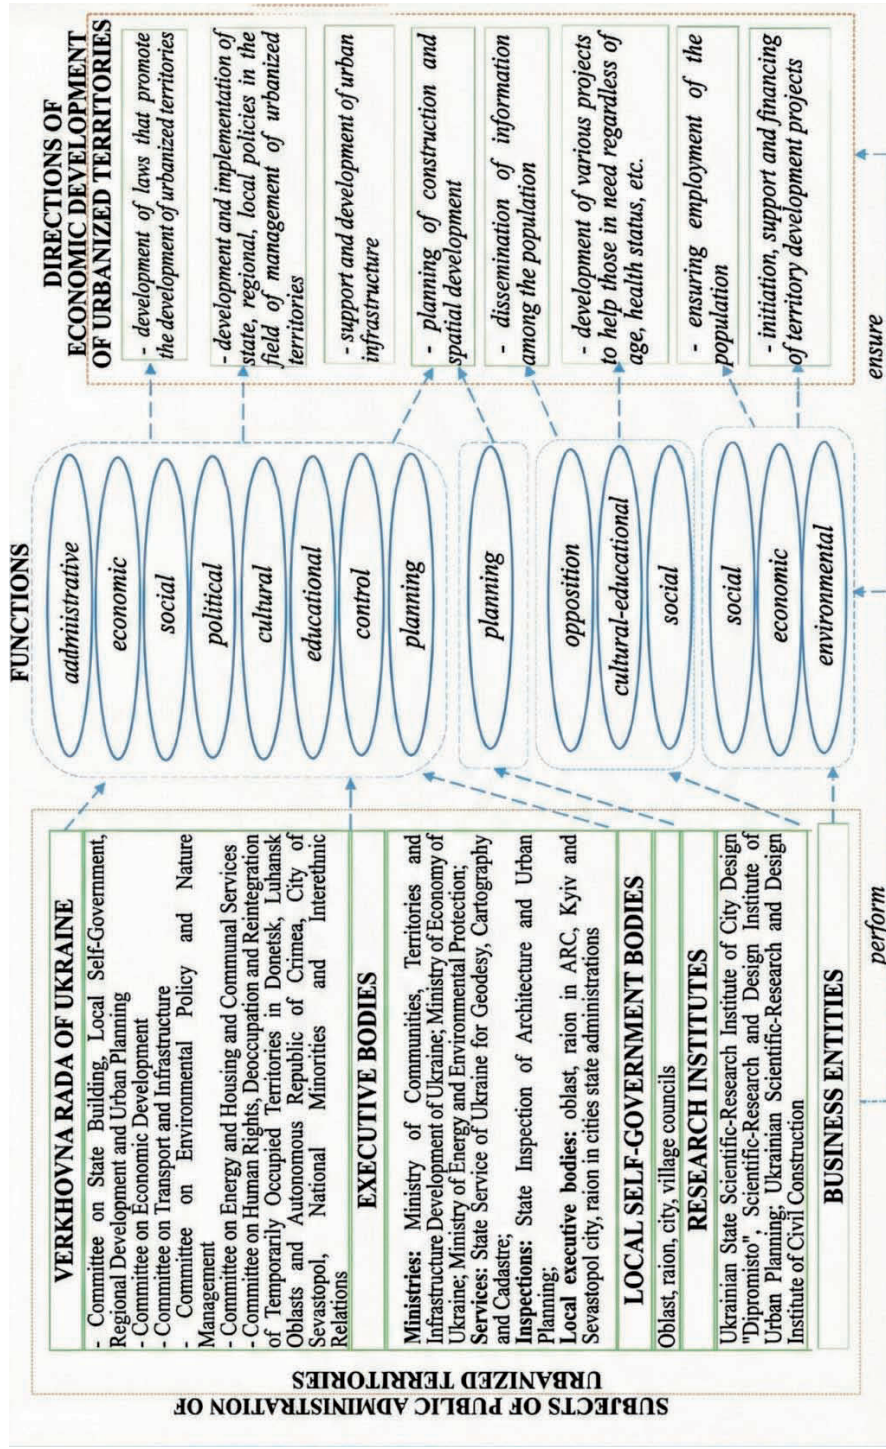 SUBJECTS OF PUBLIC ADMINISTRATION OF
URBANIZED TERRITORIES
VERKHOVNA RADA OF UKRAINE
- Committee on State Building, Local Self-Government,
Regional Development and Urban Planning
- Committee on Economic Development
- Committee on Transport and Infrastructure
- Committee on Environmental Policy and Nature
Management
- Committee on Energy and Housing and Communal Services
- Committee on Human Rights, Deoccupation and Reintegration
of Temporarily Occupied Territories in Donetsk, Luhansk
Oblasts and Autonomous Republic of Crimea, City of
Sevastopol, National Minorities and Interethnic
Relations
EXECUTIVE BODIES
Ministries: Ministry of Communities, Territories and
Infrastructure Development of Ukraine; Ministry of Economy of
Ukraine; Ministry of Energy and Environmental Protection;
Services: State Service of Ukraine for Geodesy, Cartography
and Cadastre;
Inspections: State Inspection of Architecture and Urban
Planning;
Local executive bodies: oblast, raion in ARC, Kyiv and
Sevastopol city, raion in cities state administrations
LOCAL SELF-GOVERNMENT BODIES
Oblast, raion, city, village councils
RESEARCH INSTITUTES
Ukrainian State Scientific-Research Institute of City Design
"Dipromisto", Scientific-Research and Design Institute of
Urban Planning; Ukrainian Scientific-Research and Design
Institute of Civil Construction
BUSINESS ENTITIES
perform
FUNCTIONS
aadministrative
economic
social
political
cultural
educational
control
planning
planning
opposition
cultural-educational
social
social
economic
environmental
ensure
DIRECTIONS OF
ECONOMIC DEVELOPMENT
OF URBANIZED TERRITORIES
- development of laws that promote
the development of urbanized territories
- development and implementation of
state, regional, local policies in the
field of management of urbanized
territories
- support and development of urban
infrastructure
- planning of construction and
spatial development
- dissemination of information
among the population
- development of various projects
to help those in need regardless of
age, health status, etc.
- ensuring employment of the
population
- initiation, support and financing
of territory development projects